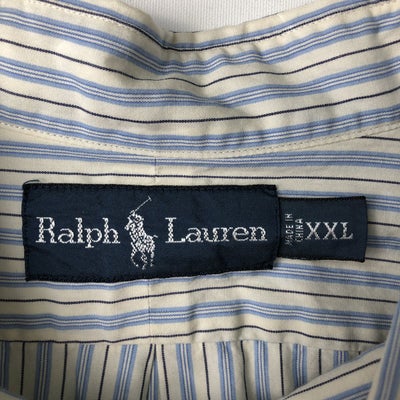 Ralph Lauren
MADE IN
CHINA
XXL